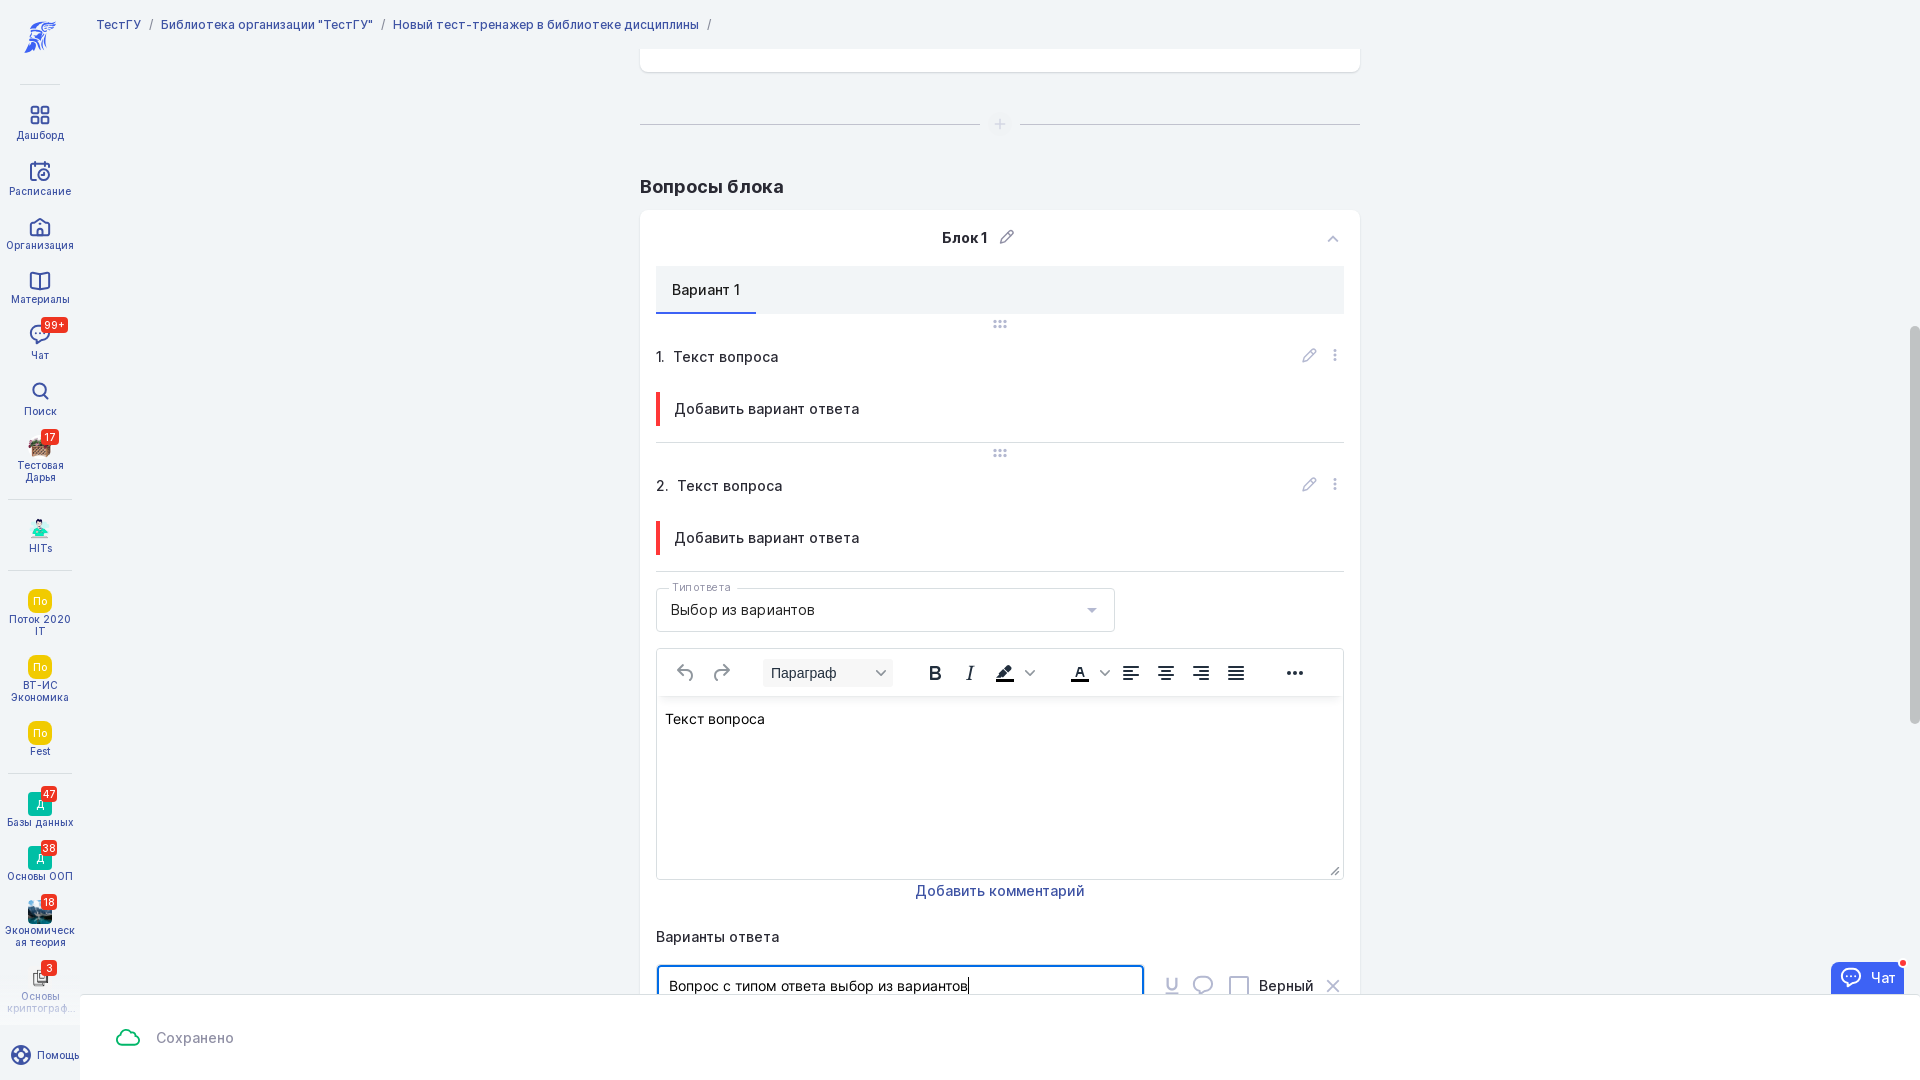 ТестГУ / Библиотека организации "ТестГУ" / Новый тест-тренажер в библиотеке дисциплины /
Дашборд
Расписание
Организация
Материалы
99+
Чат
Поиск
17
Тестовая
Дарья
HITs
По
Поток 2020
IT
По
ВТ-ИС
Экономика
По
Fest
47
Д
Базы данных
38
Д
Основы ООП
18
Экономическ
ая теория
3
Основы
криптограф...
Помощь
Вопросы блока
Блок 1
Вариант 1
1. Текст вопроса
Добавить вариант ответа
2. Текст вопроса
Добавить вариант ответа
Тип ответа
Выбор из вариантов
Параграф
Текст вопроса
Добавить комментарий
Варианты ответа
Вопрос с типом ответа выбор из вариантов
Верный
Чат
Сохранено